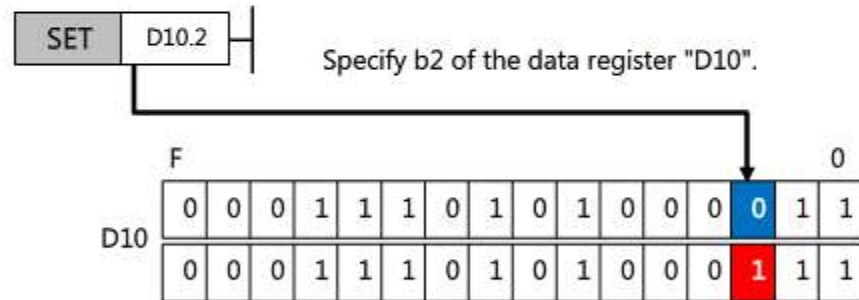 SET D10.2
Specify b2 of the data register "D10".
F 0
0 0 0 1 1 1 0 1 0 1 0 0 0 0 1 1
D10
0 0 0 1 1 1 0 1 0 1 0 0 0 1 1 1